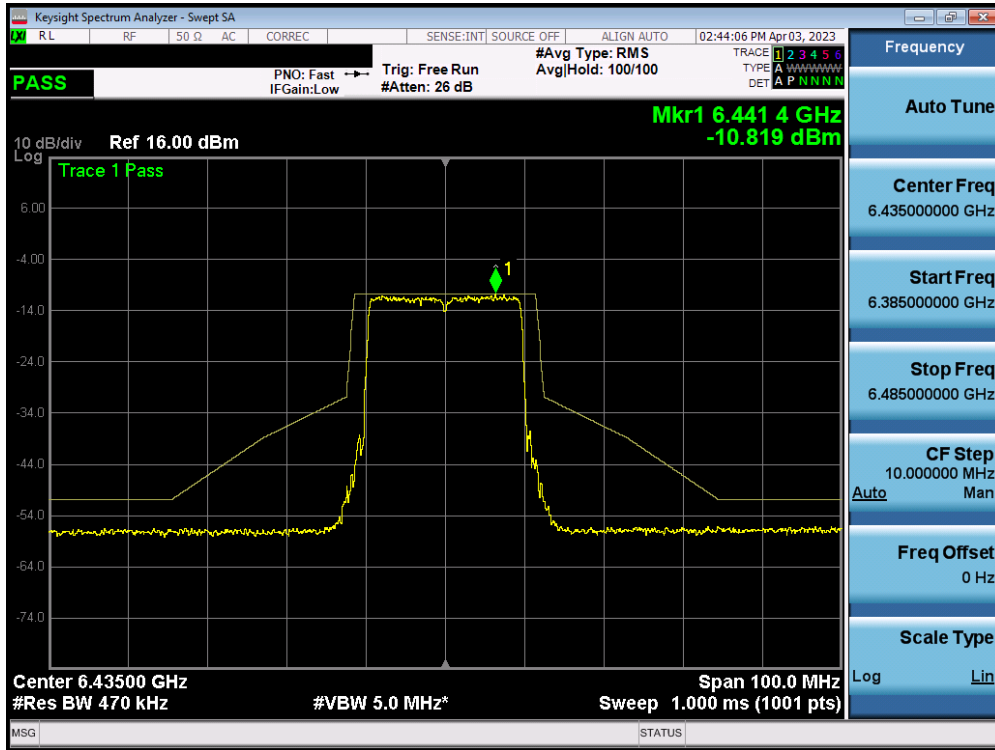 Keysight Spectrum Analyzer - Swept SA
LXI RL RF 50 Ω AC CORREC SENSE:INT SOURCE OFF ALIGN AUTO 02:44:06 PM Apr 03, 2023
#Avg Type: RMS TRACE 1 2 3 4 5 6
PNO: Fast Trig: Free Run Avg|Hold: 100/100 TYPE A WWWWW
PASS IFGain:Low #Atten: 26 dB DET A P N N N N
Mkr1 6.441 4 GHz
-10.819 dBm
10 dB/div Ref 16.00 dBm
Log
Trace 1 Pass
6.00
-4.00
1
-14.0
-24.0
-34.0
-44.0
-54.0
-64.0
-74.0
Center 6.43500 GHz Span 100.0 MHz
#Res BW 470 kHz #VBW 5.0 MHz* Sweep 1.000 ms (1001 pts)
MSG STATUS
Frequency
Auto Tune
Center Freq
6.435000000 GHz
Start Freq
6.385000000 GHz
Stop Freq
6.485000000 GHz
CF Step
10.000000 MHz
Auto Man
Freq Offset
0 Hz
Scale Type
Log Lin